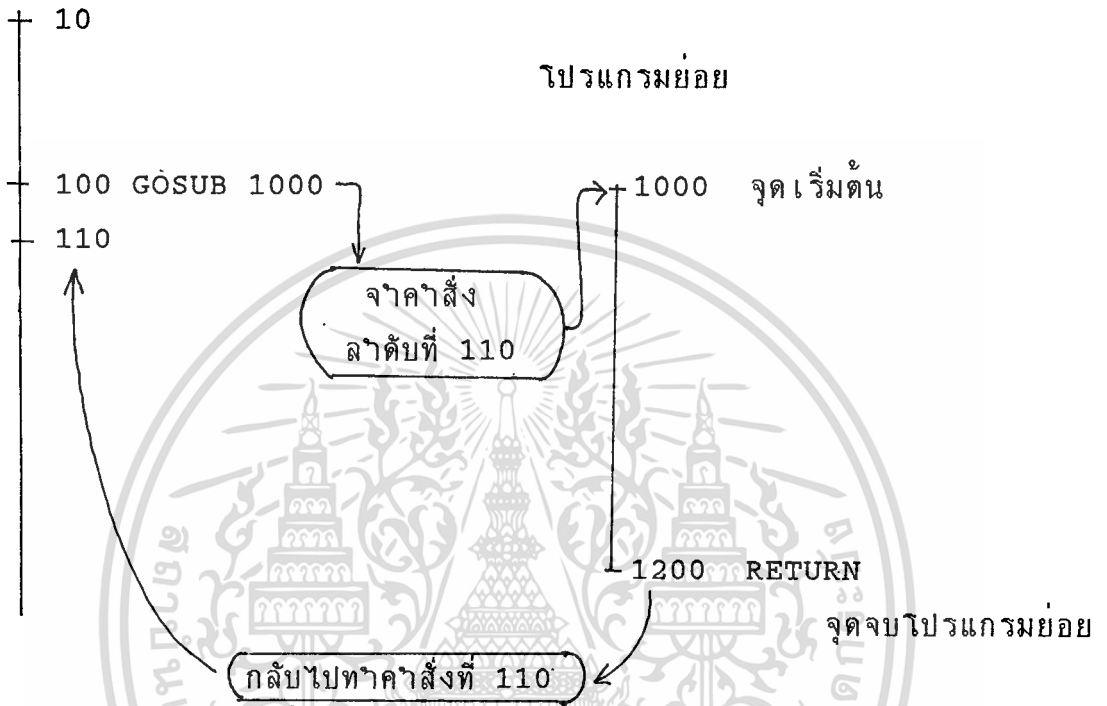 10
โปรแกรมย่อย
100 GOSUB 1000
1000 จุดเริ่มต้น
110
จำคำสั่ง
ลำดับที่ 110
1200 RETURN
จุดจบโปรแกรมย่อย
กลับไปทำคำสั่งที่ 110